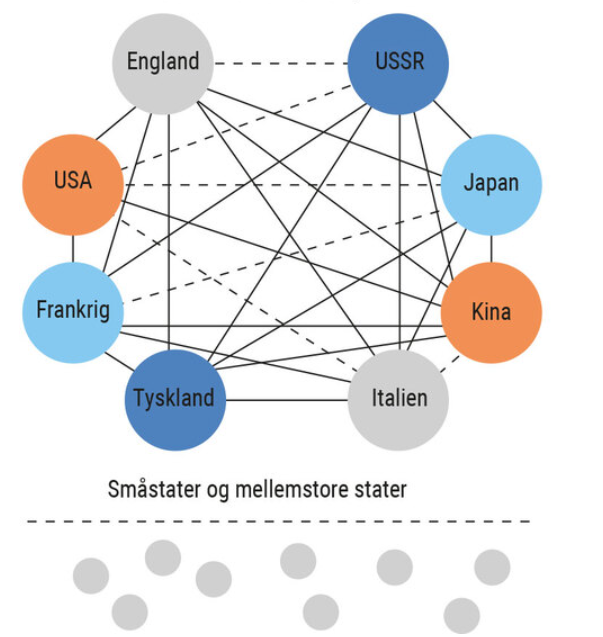 England
USSR
USA
Japan
Frankrig
Kina
Tyskland
Italien
Småstater og mellemstore stater